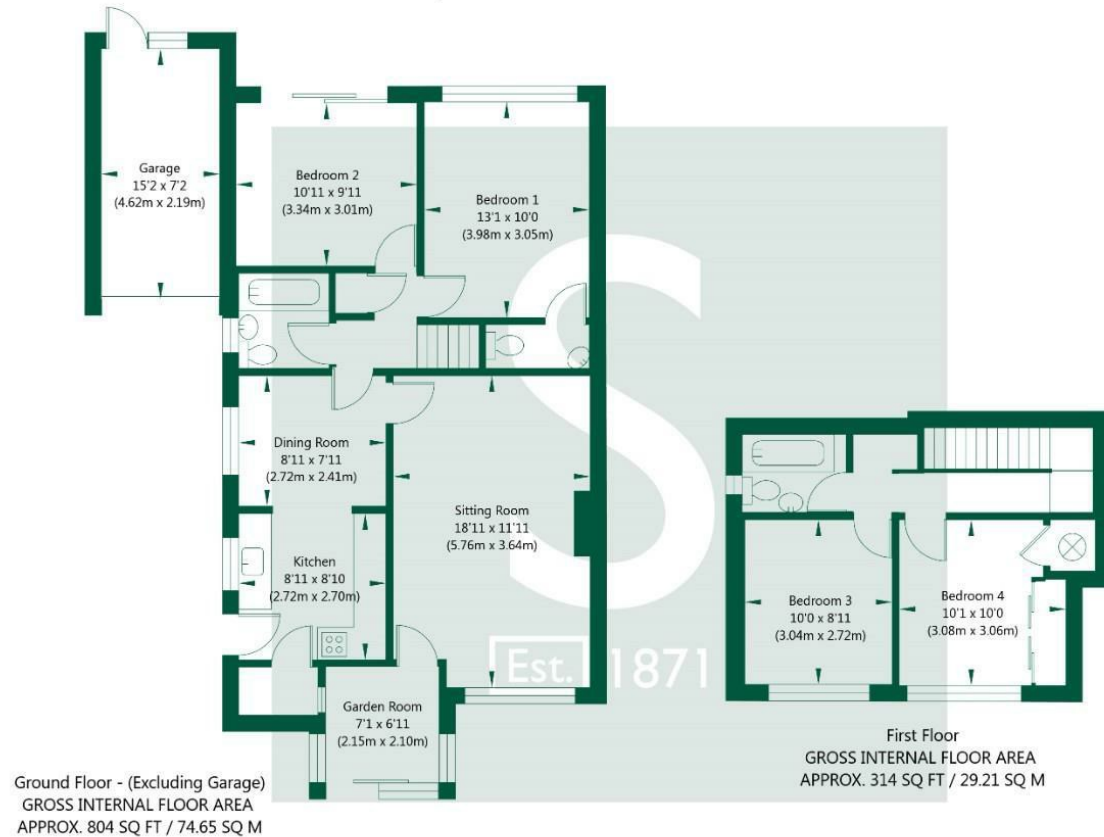 Garage
15'2 x 7'2
(4.62m x 2.19m)
Bedroom 2
10'11 x 9'11
(3.34m x 3.01m)
Bedroom 1
13'1 x 10'0
(3.98m x 3.05m)
Dining Room
8'11 x 7'11
(2.72m x 2.41m)
Sitting Room
18'11 x 11'11
(5.76m x 3.64m)
Kitchen
8'11 x 8'10
(2.72m x 2.70m)
Garden Room
7'1 x 6'11
(2.15m x 2.10m)
S
Est. 1871
Ground Floor - (Excluding Garage)
GROSS INTERNAL FLOOR AREA
APPROX. 804 SQ FT / 74.65 SQ M
Bedroom 3
10'0 x 8'11
(3.04m x 2.72m)
Bedroom 4
10'1 x 10'0
(3.08m x 3.06m)
First Floor
GROSS INTERNAL FLOOR AREA
APPROX. 314 SQ FT / 29.21 SQ M